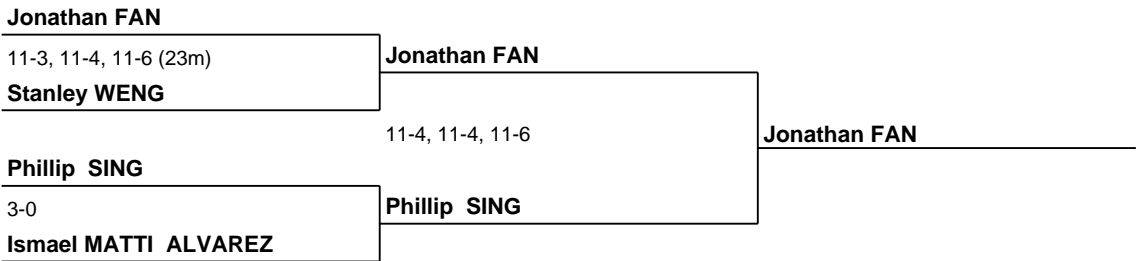 Jonathan FAN
11-3, 11-4, 11-6 (23m)
Jonathan FAN
Stanley WENG
11-4, 11-4, 11-6
Jonathan FAN
Phillip SING
3-0
Phillip SING
Ismael MATTI ALVAREZ